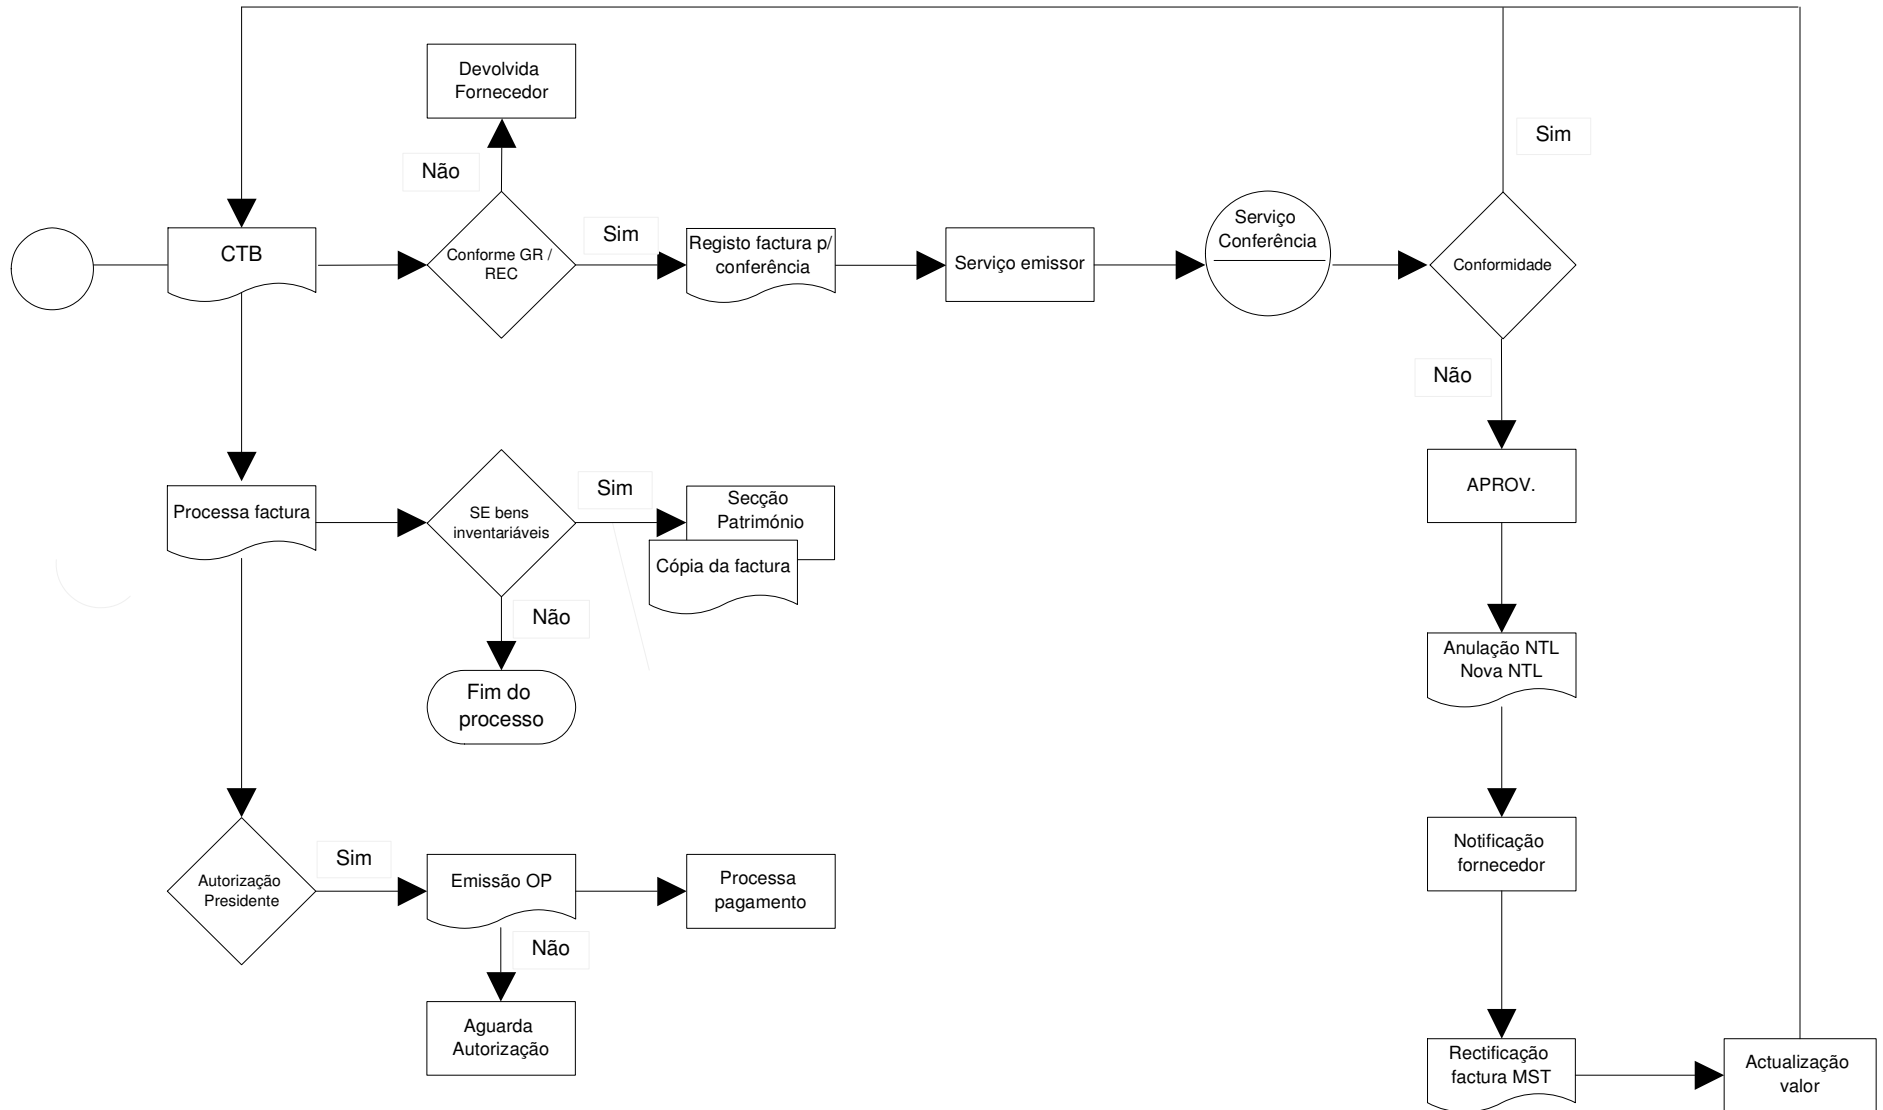 Devolvida
Fornecedor
Sim
Não
CTB
Conforme GR /
REC
Sim
Registo factura p/
conferência
Serviço emissor
Serviço
Conferência
Conformidade
Não
Processa factura
SE bens
inventariáveis
Sim
Secção
Património
Cópia da factura
APROV.
Não
Fim do
processo
Anulação NTL
Nova NTL
Autorização
Presidente
Sim
Emissão OP
Processa
pagamento
Notificação
fornecedor
Não
Aguarda
Autorização
Rectificação
factura MST
Actualização
valor